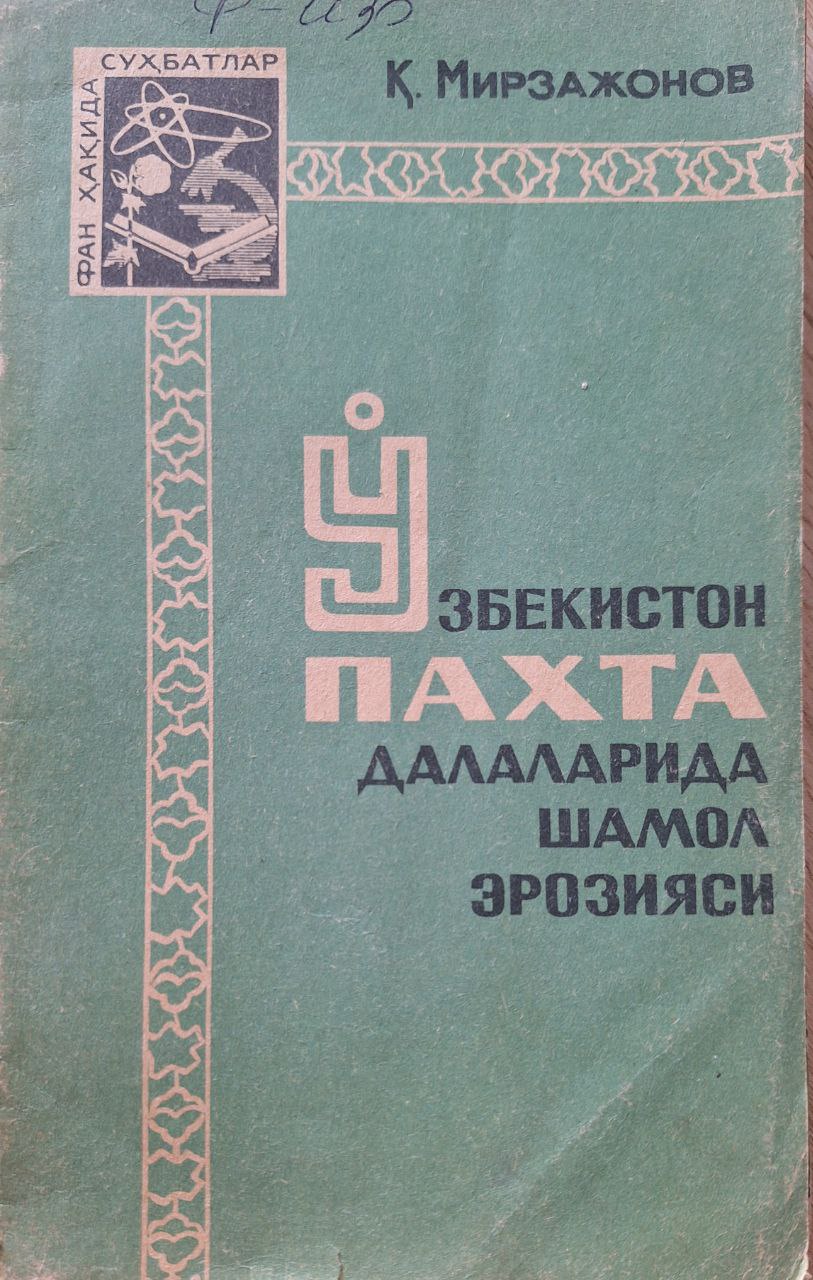 СУҲБАТЛАР
ФАН ҲАҚИДА
Қ. Мирзажонов
Ўзбекистон
ПАХТА
ДАЛАЛАРИДА
ШАМОЛ
ЭРОЗИЯСИ